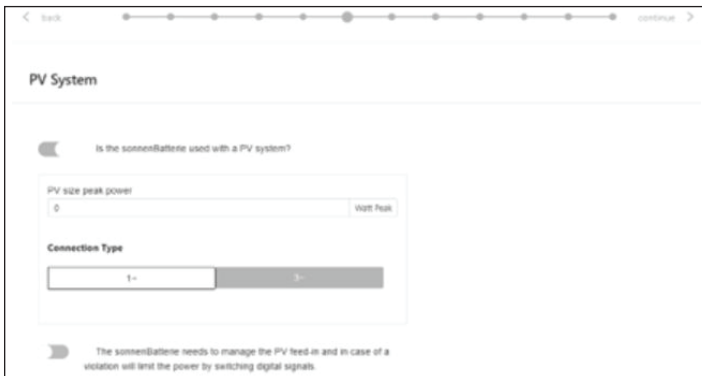 back
continue
PV System
Is the sonnenBatterie used with a PV system?
PV size peak power
0
Watt Peak
Connection Type
1~
3~
The sonnenBatterie needs to manage the PV feed-in and in case of a
violation will limit the power by switching digital signals.